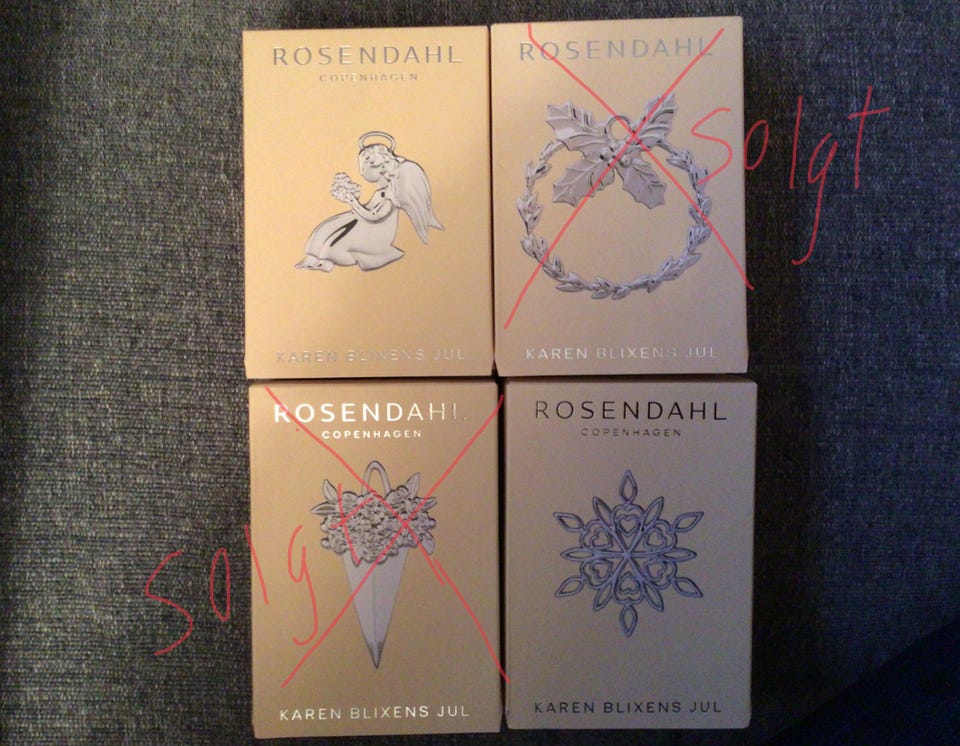 ROSENDAHL
COPENHAGEN
KAREN BLIXENS JUL
ROSENDAHL
solgt
KAREN BLIXENS JUL
ROSENDAHL
COPENHAGEN
solgt
KAREN BLIXENS JUL
ROSENDAHL
COPENHAGEN
KAREN BLIXENS JUL